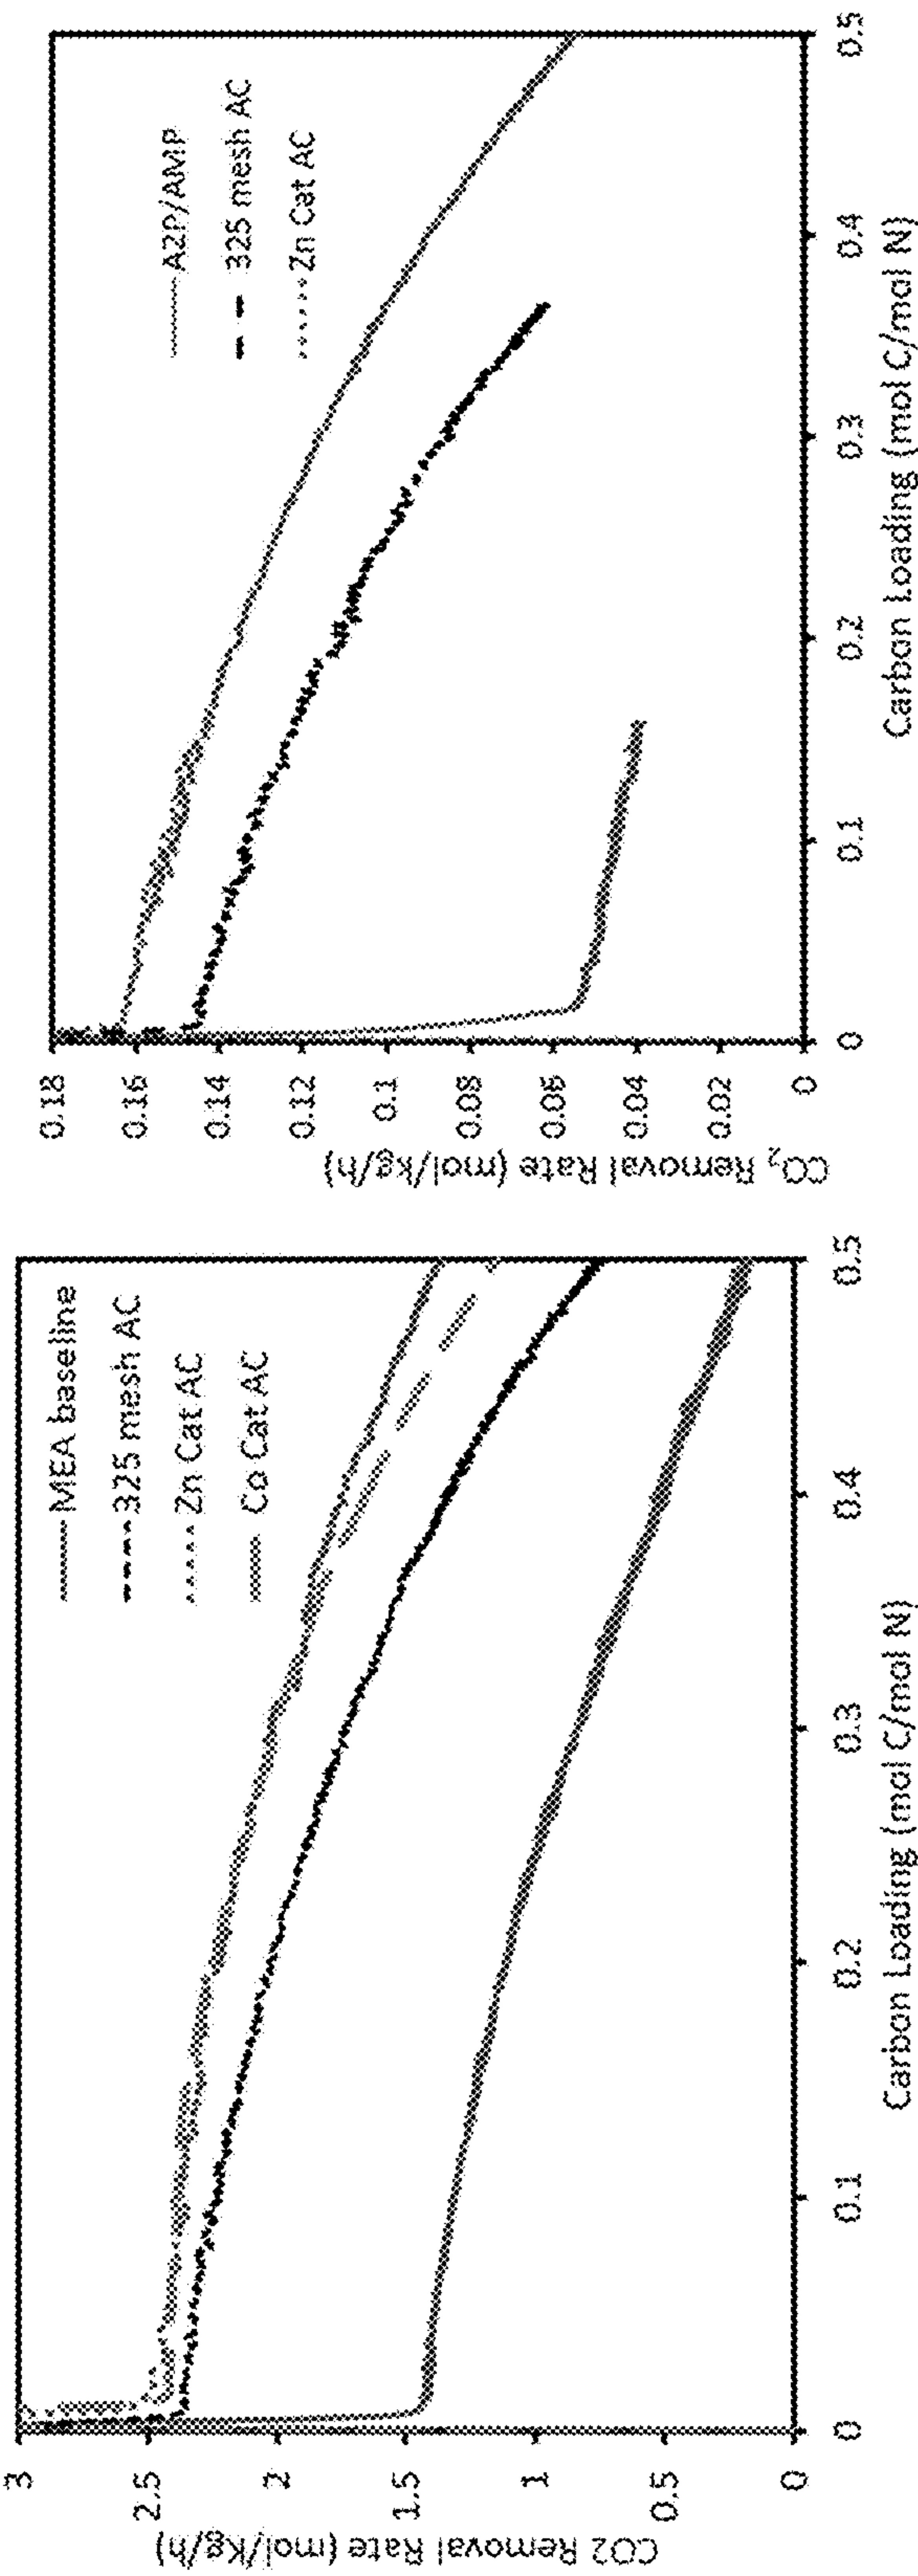 3
2.5
2
1.5
1
0.5
0
CO2 Removal Rate (mol/Kg/h)
MEA baseline
325 mesh AC
Zn Cat AC
Co Cat AC
0
0.1
0.2
0.3
0.4
0.5
Carbon Loading (mol C/mol N)
0.18
0.16
0.14
0.12
0.1
0.08
0.06
0.04
0.02
0
CO₂ Removal Rate (mol/kg/h)
A2P/AMP
325 mesh AC
Zn Cat AC
0
0.1
0.2
0.3
0.4
0.5
Carbon Loading (mol C/mol N)